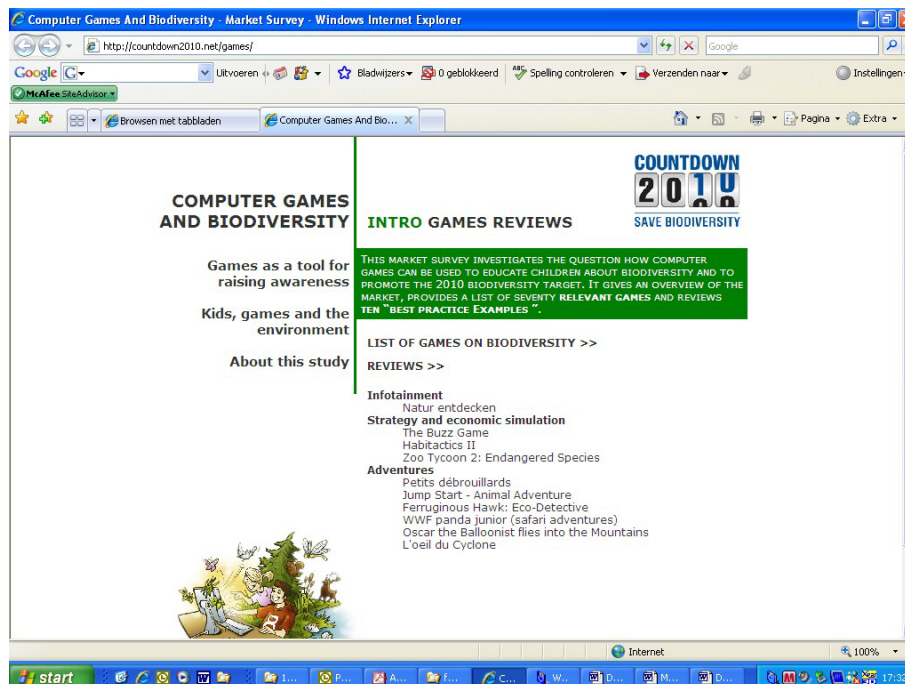 Computer Games And Biodiversity - Market Survey - Windows Internet Explorer
http://countdown2010.net/games/
Google
Google G
Uitvoeren
Bladwijzers
0 geblokkeerd
ABC
Spelling controleren
Verzenden naar
Instellingen
McAfee SiteAdvisor
Browsen met tabbladen
Computer Games And Bio...
Pagina
Extra
COMPUTER GAMES
AND BIODIVERSITY
Games as a tool for
raising awareness
Kids, games and the
environment
About this study
INTRO GAMES REVIEWS
COUNTDOWN
2010
SAVE BIODIVERSITY
THIS MARKET SURVEY INVESTIGATES THE QUESTION HOW COMPUTER
GAMES CAN BE USED TO EDUCATE CHILDREN ABOUT BIODIVERSITY AND TO
PROMOTE THE 2010 BIODIVERSITY TARGET. IT GIVES AN OVERVIEW OF THE
MARKET, PROVIDES A LIST OF SEVENTY RELEVANT GAMES AND REVIEWS
TEN "BEST PRACTICE EXAMPLES ".
LIST OF GAMES ON BIODIVERSITY >>
REVIEWS >>
Infotainment
Natur entdecken
Strategy and economic simulation
The Buzz Game
Habitactics II
Zoo Tycoon 2: Endangered Species
Adventures
Petits débrouillards
Jump Start - Animal Adventure
Ferruginous Hawk: Eco-Detective
WWF panda junior (safari adventures)
Oscar the Balloonist flies into the Mountains
L'oeil du Cyclone
Internet
100%
start
1...
P...
A...
f...
C...
W...
D...
M...
D...
17:32